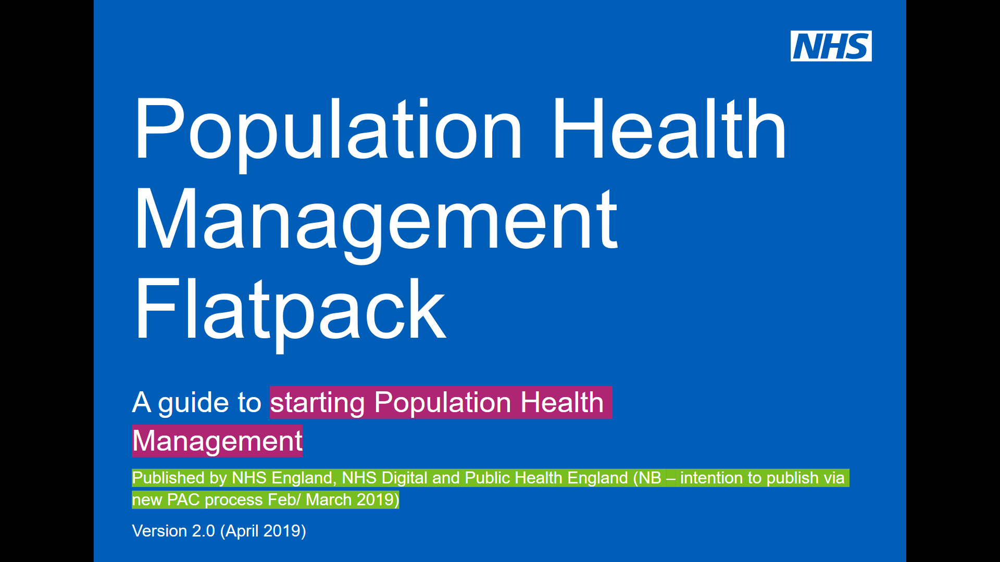 NHS
Population Health
Management
Flatpack
A guide to starting Population Health
Management
Published by NHS England, NHS Digital and Public Health England (NB – intention to publish via
new PAC process Feb/ March 2019)
Version 2.0 (April 2019)